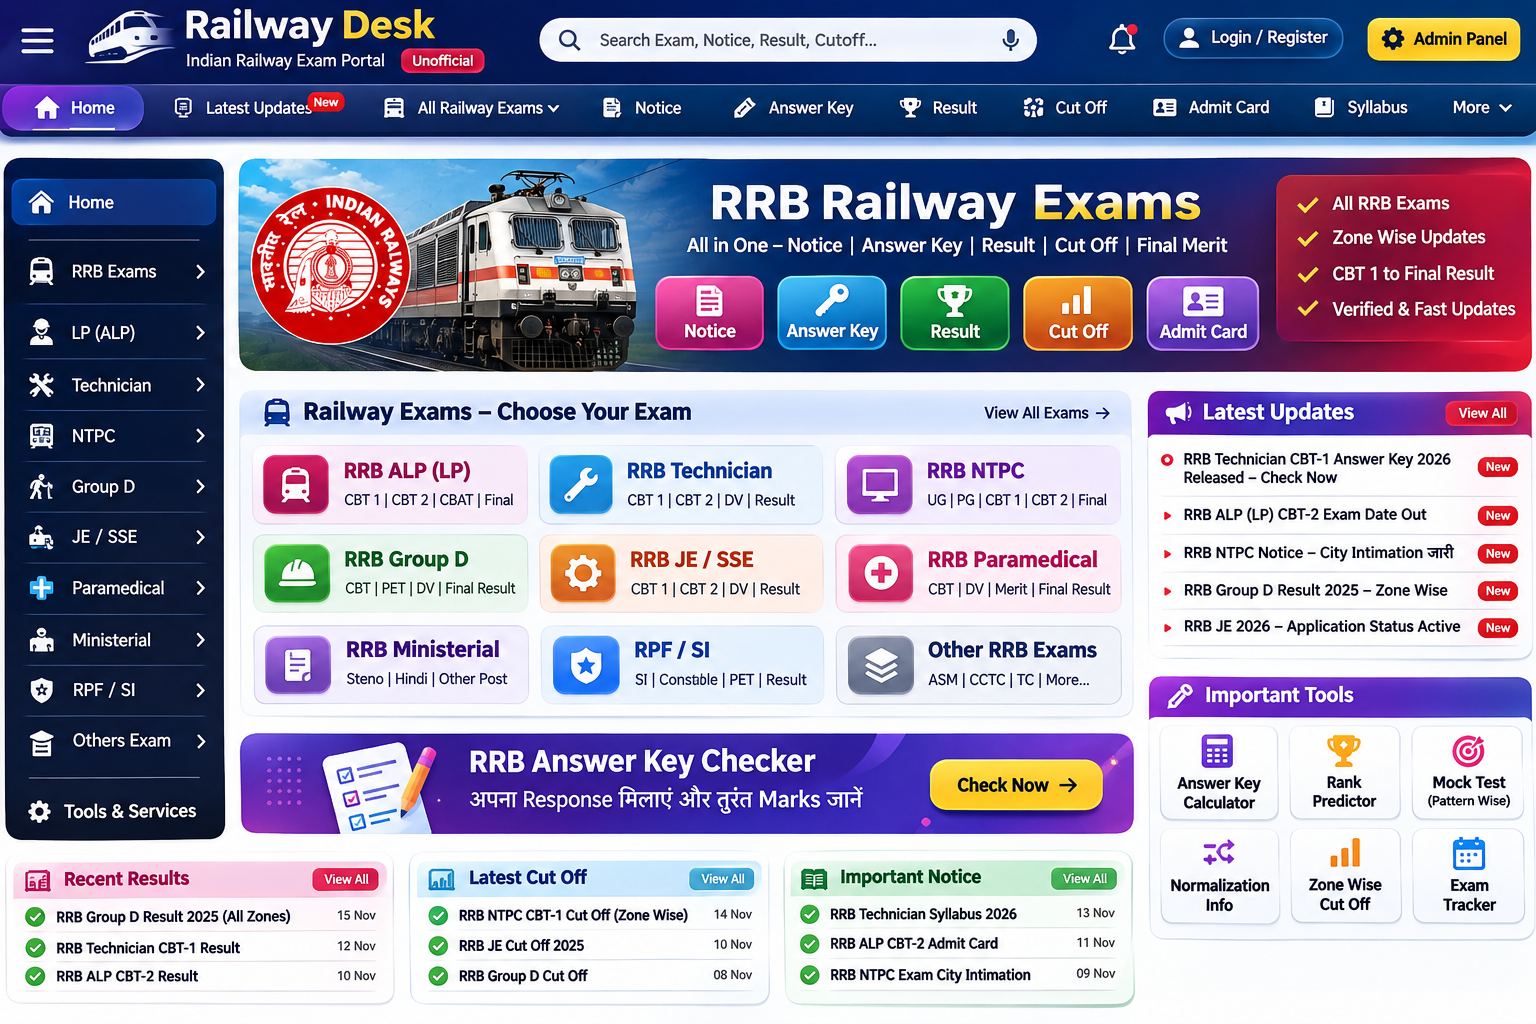 Railway Desk
Indian Railway Exam Portal
Unofficial
Search Exam, Notice, Result, Cutoff...
Login / Register
Admin Panel
Home
Latest Updates
New
All Railway Exams
Notice
Answer Key
Result
Cut Off
Admit Card
Syllabus
More
Home
RRB Exams
LP (ALP)
Technician
NTPC
Group D
JE / SSE
Paramedical
Ministerial
RPF / SI
Others Exam
Tools & Services
भारतीय रेल • INDIAN RAILWAYS
RRB Railway Exams
All in One – Notice | Answer Key | Result | Cut Off | Final Merit
Notice
Answer Key
Result
Cut Off
Admit Card
All RRB Exams
Zone Wise Updates
CBT 1 to Final Result
Verified & Fast Updates
Railway Exams – Choose Your Exam
View All Exams →
RRB ALP (LP)
CBT 1 | CBT 2 | CBAT | Final
RRB Technician
CBT 1 | CBT 2 | DV | Result
RRB NTPC
UG | PG | CBT 1 | CBT 2 | Final
RRB Group D
CBT | PET | DV | Final Result
RRB JE / SSE
CBT 1 | CBT 2 | DV | Result
RRB Paramedical
CBT | DV | Merit | Final Result
RRB Ministerial
Steno | Hindi | Other Post
RPF / SI
SI | Constable | PET | Result
Other RRB Exams
ASM | CCTC | TC | More...
Latest Updates
View All
RRB Technician CBT-1 Answer Key 2026
Released – Check Now
New
RRB ALP (LP) CBT-2 Exam Date Out
New
RRB NTPC Notice – City Intimation जारी
New
RRB Group D Result 2025 – Zone Wise
New
RRB JE 2026 – Application Status Active
New
Important Tools
Answer Key
Calculator
Rank
Predictor
Mock Test
(Pattern Wise)
Normalization
Info
Zone Wise
Cut Off
Exam
Tracker
RRB Answer Key Checker
अपना Response मिलाएं और तुरंत Marks जानें
Check Now →
Recent Results
View All
RRB Group D Result 2025 (All Zones) 15 Nov
RRB Technician CBT-1 Result 12 Nov
RRB ALP CBT-2 Result 10 Nov
Latest Cut Off
View All
RRB NTPC CBT-1 Cut Off (Zone Wise) 14 Nov
RRB JE Cut Off 2025 10 Nov
RRB Group D Cut Off 08 Nov
Important Notice
View All
RRB Technician Syllabus 2026 13 Nov
RRB ALP CBT-2 Admit Card 11 Nov
RRB NTPC Exam City Intimation 09 Nov